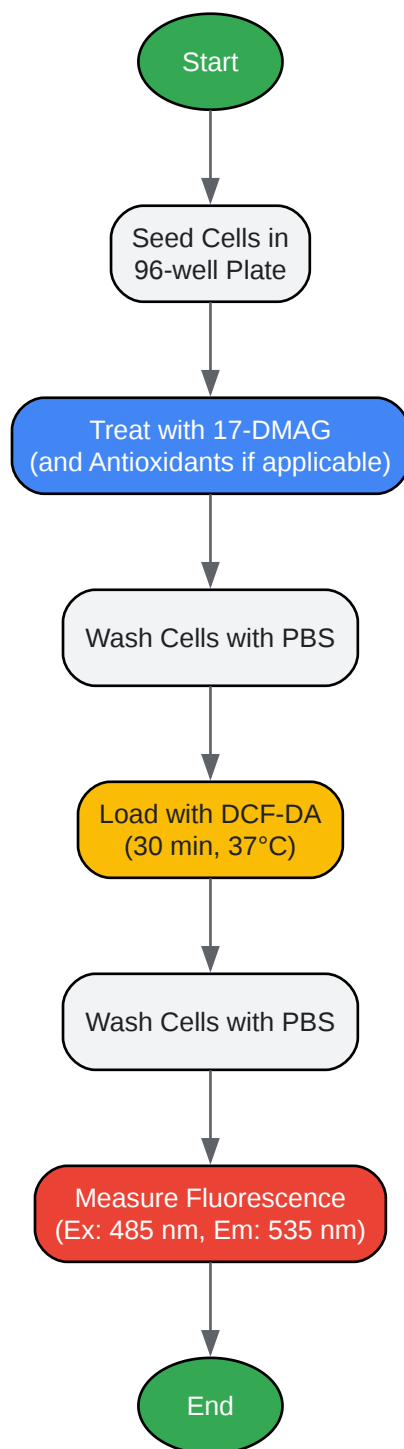 Start
Seed Cells in
96-well Plate
Treat with 17-DMAG
(and Antioxidants if applicable)
Wash Cells with PBS
Load with DCF-DA
(30 min, 37°C)
Wash Cells with PBS
Measure Fluorescence
(Ex: 485 nm, Em: 535 nm)
End